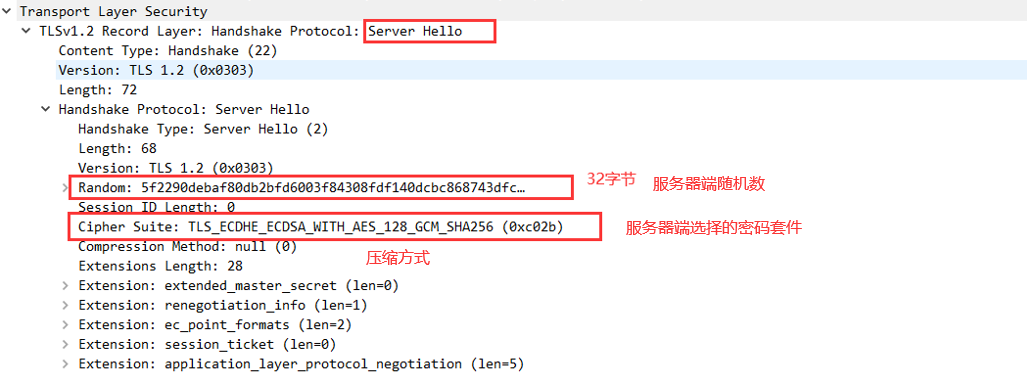 Transport Layer Security
TLSv1.2 Record Layer: Handshake Protocol: Server Hello
Content Type: Handshake (22)
Version: TLS 1.2 (0x0303)
Length: 72
Handshake Protocol: Server Hello
Handshake Type: Server Hello (2)
Length: 68
Version: TLS 1.2 (0x0303)
Random: 5f2290debaf80db2bfd6003f84308fdf140dcbc868743dfc… 32字节 服务器端随机数
Session ID Length: 0
Cipher Suite: TLS_ECDHE_ECDSA_WITH_AES_128_GCM_SHA256 (0xc02b) 服务器端选择的密码套件
Compression Method: null (0)
压缩方式
Extensions Length: 28
Extension: extended_master_secret (len=0)
Extension: renegotiation_info (len=1)
Extension: ec_point_formats (len=2)
Extension: session_ticket (len=0)
Extension: application_layer_protocol_negotiation (len=5)